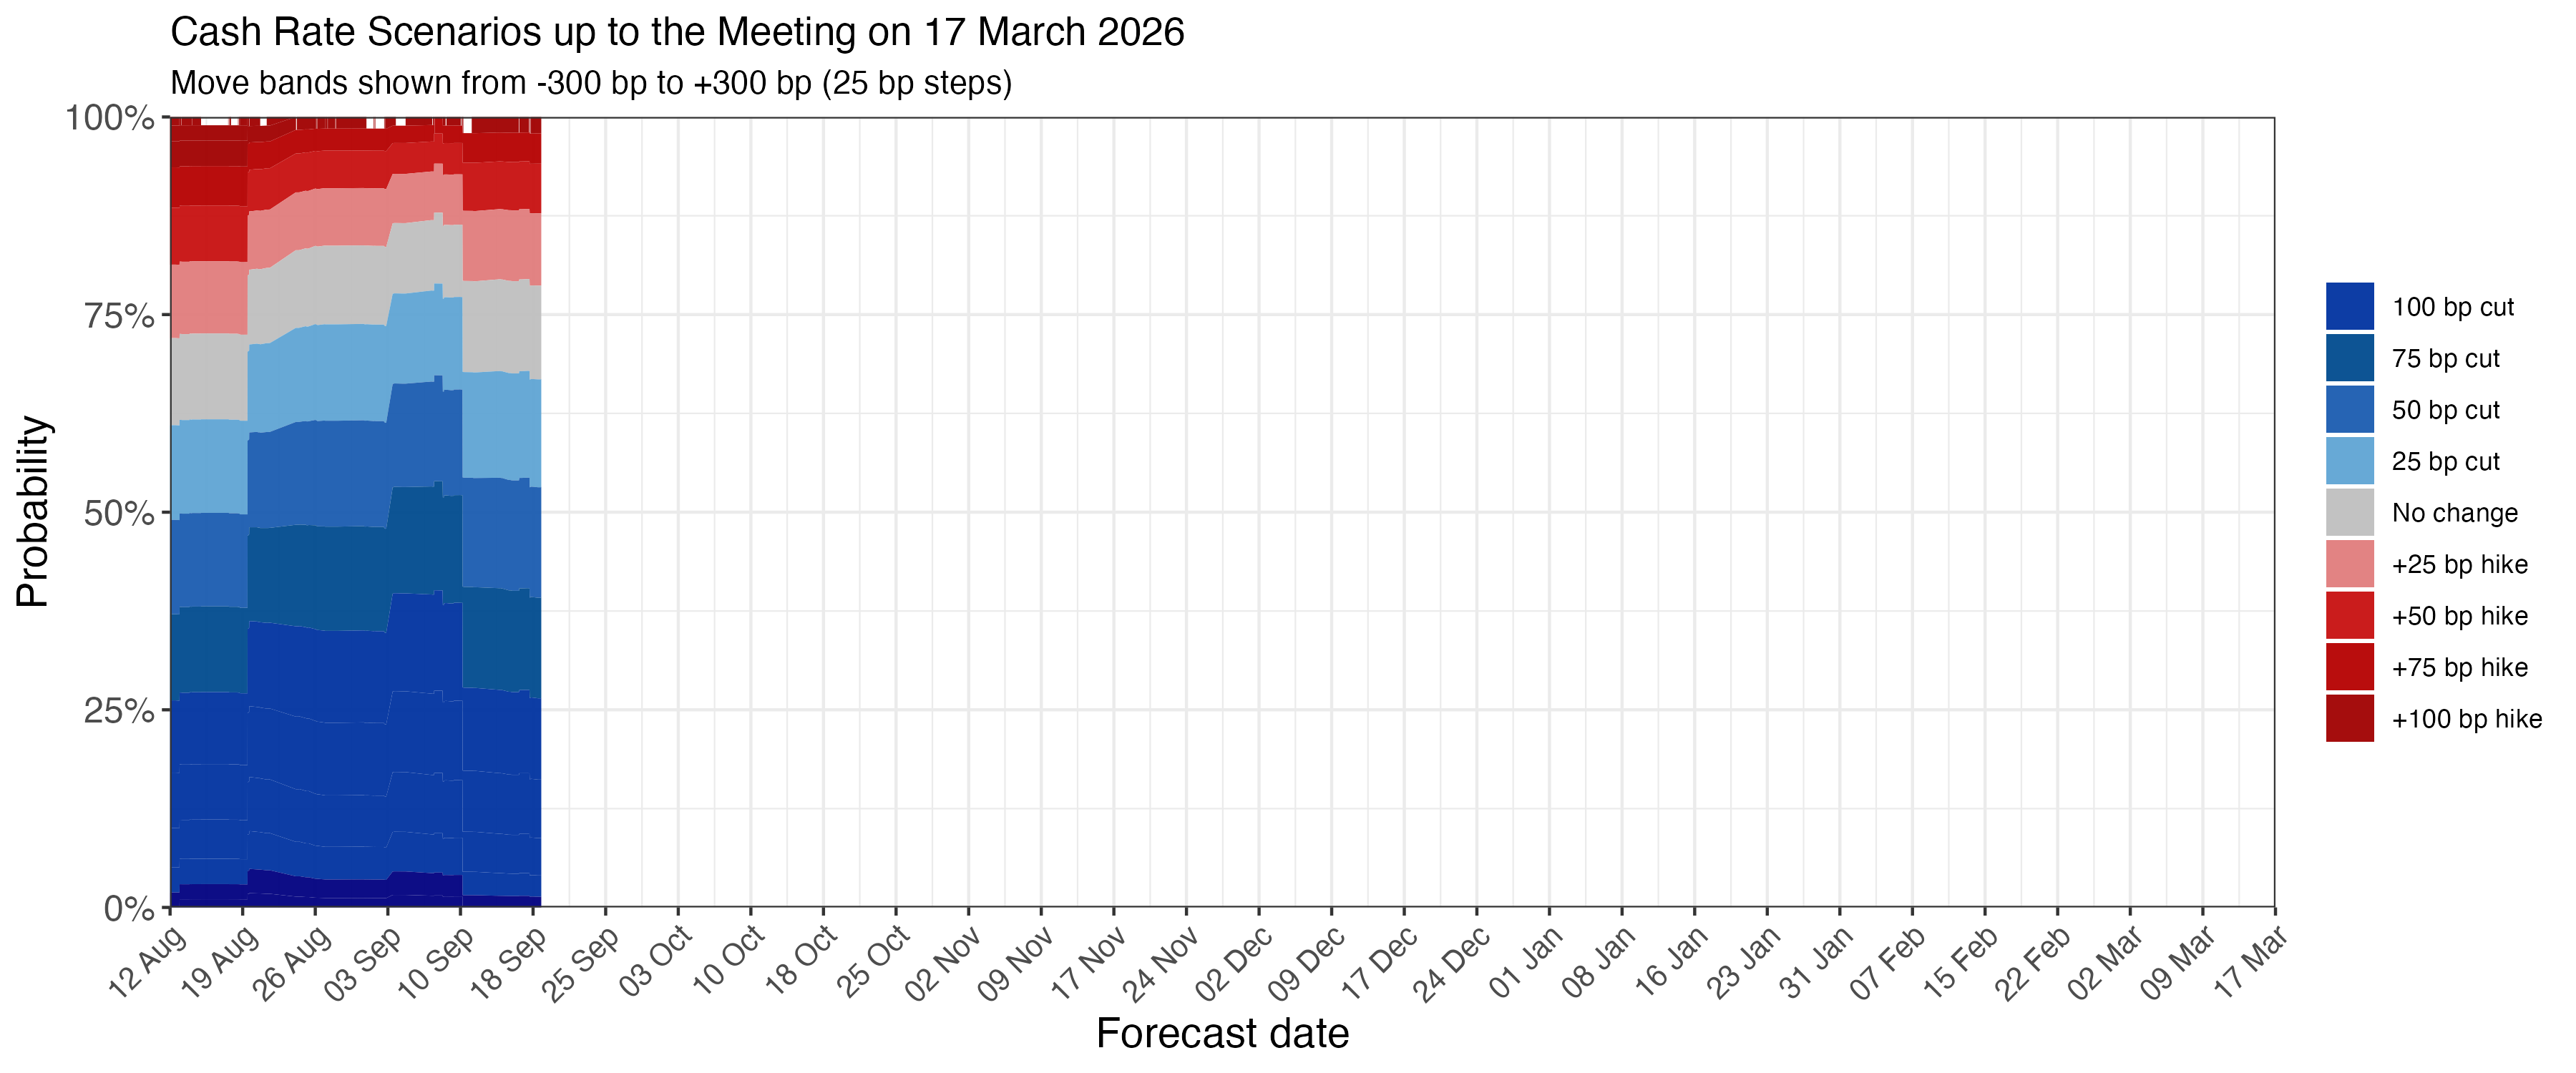 Cash Rate Scenarios up to the Meeting on 17 March 2026
Move bands shown from -300 bp to +300 bp (25 bp steps)
Probability
100%
75%
50%
25%
0%
12 Aug
19 Aug
26 Aug
03 Sep
10 Sep
18 Sep
25 Sep
03 Oct
10 Oct
18 Oct
25 Oct
02 Nov
09 Nov
17 Nov
24 Nov
02 Dec
09 Dec
17 Dec
24 Dec
01 Jan
08 Jan
16 Jan
23 Jan
31 Jan
07 Feb
15 Feb
22 Feb
02 Mar
09 Mar
17 Mar
Forecast date
100 bp cut
75 bp cut
50 bp cut
25 bp cut
No change
+25 bp hike
+50 bp hike
+75 bp hike
+100 bp hike